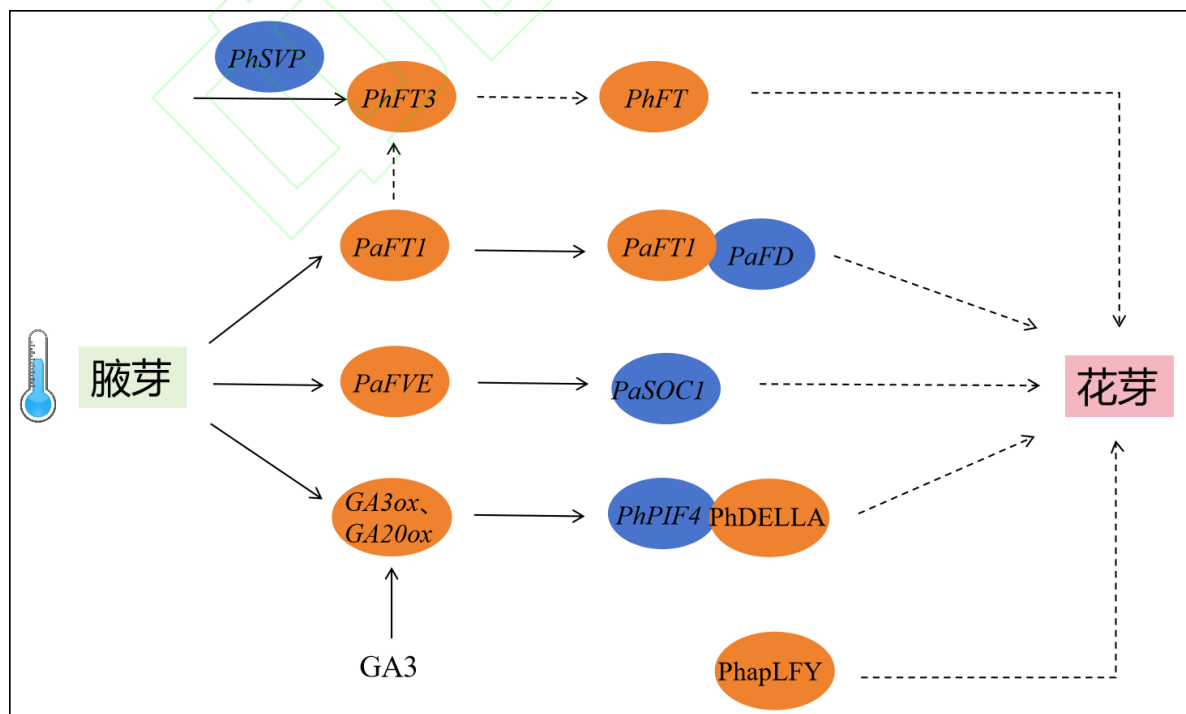 PhSVP
PhFT3
PhFT
PaFT1
PaFT1
PaFD
腋芽
PaFVE
PaSOC1
花芽
GA3ox、
GA20ox
PhPIF4
PhDELLA
GA3
PhapLFY